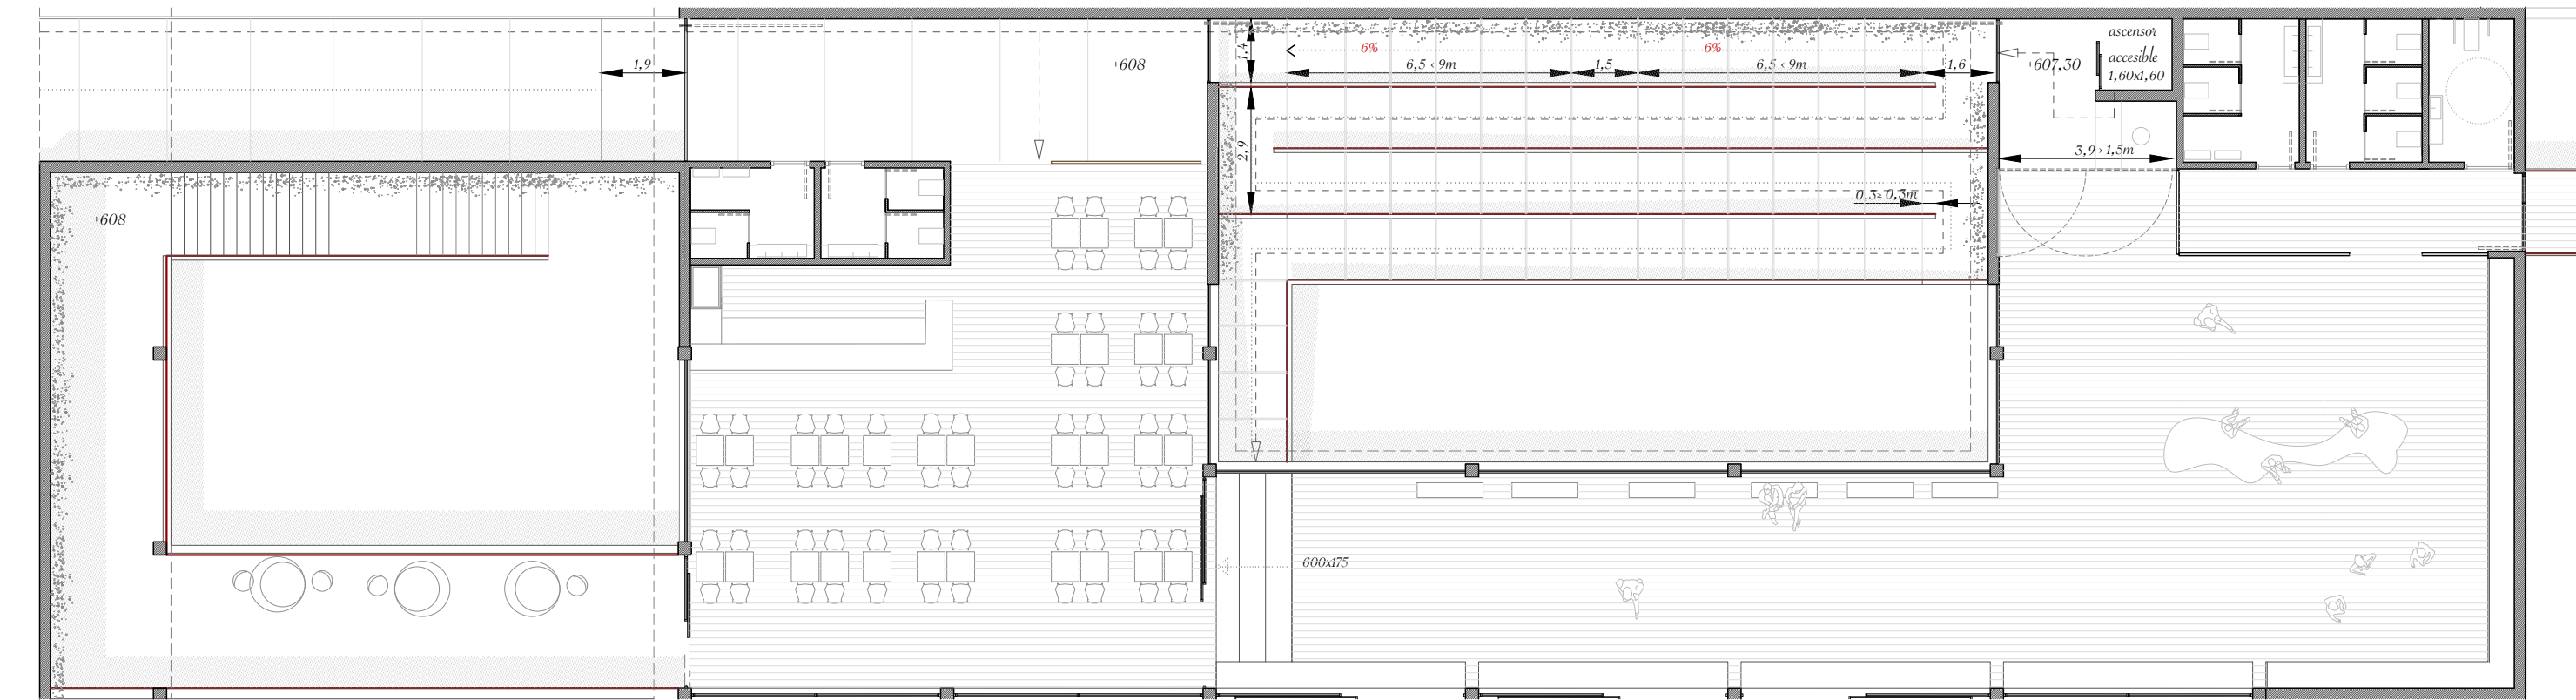 1,9
+608
1,4
6%
6%
6,5 < 9m
1,5
6,5 < 9m
1,6
+607,30
ascensor
accesible
1,60x1,60
2,9
3,9 > 1,5m
0,3≥ 0,3m
+608
600x175